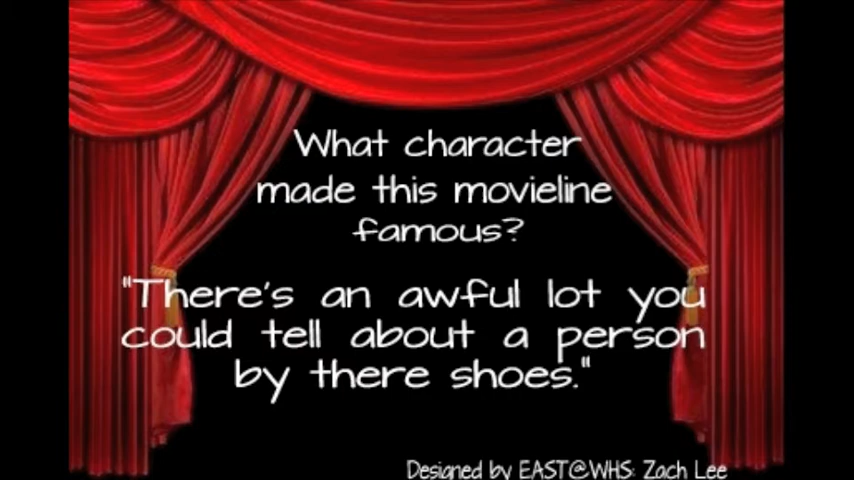 What character
made this movieline
famous?
"There's an awful lot you
could tell about a person
by there shoes."
Designed by EAST@WHS: Zach Lee